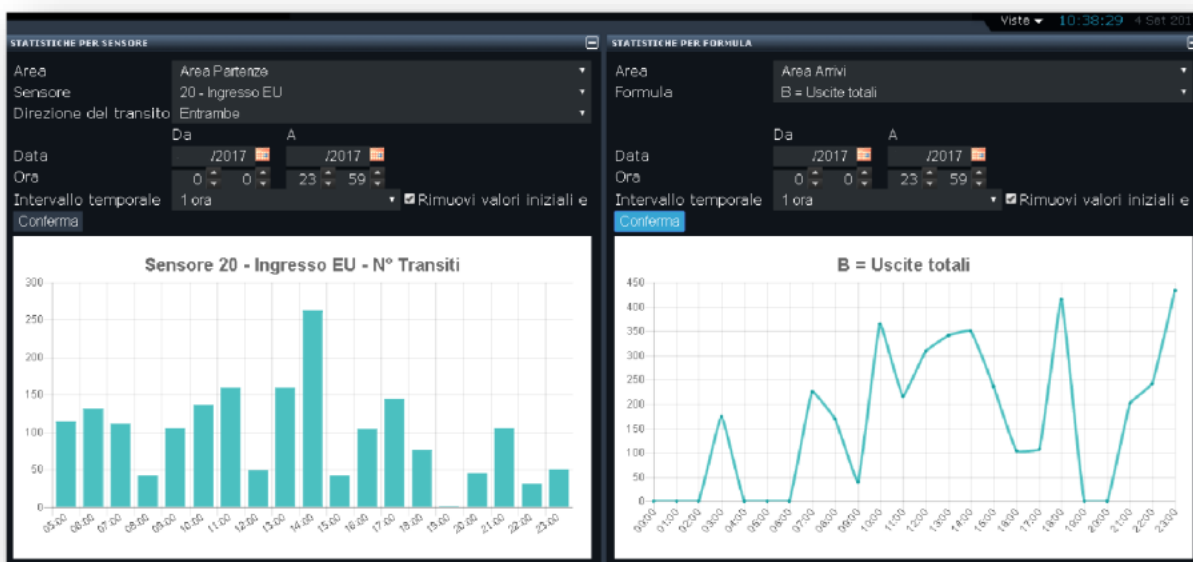 Viste 10:38:29 4 Set 201
STATISTICHE PER SENSORE
Area Area Partenze
Sensore 20 - Ingresso EU
Direzione del transito Entrambe
Da A
Data /2017 /2017
Ora 0 0 23 59
Intervallo temporale 1 ora Rimuovi valori iniziali e
Conferma
Sensore 20 - Ingresso EU - N° Transiti
300
250
200
150
100
50
0
05:00 06:00 07:00 08:00 09:00 10:00 11:00 12:00 13:00 14:00 15:00 16:00 17:00 18:00 19:00 20:00 21:00 22:00 23:00
STATISTICHE PER FORMULA
Area Area Arrivi
Formula B = Uscite totali
Da A
Data /2017 /2017
Ora 0 0 23 59
Intervallo temporale 1 ora Rimuovi valori iniziali e
Conferma
B = Uscite totali
450
400
350
300
250
200
150
100
50
0
00:00 01:00 02:00 03:00 04:00 05:00 06:00 07:00 08:00 09:00 10:00 11:00 12:00 13:00 14:00 15:00 16:00 17:00 18:00 19:00 20:00 21:00 22:00 23:00